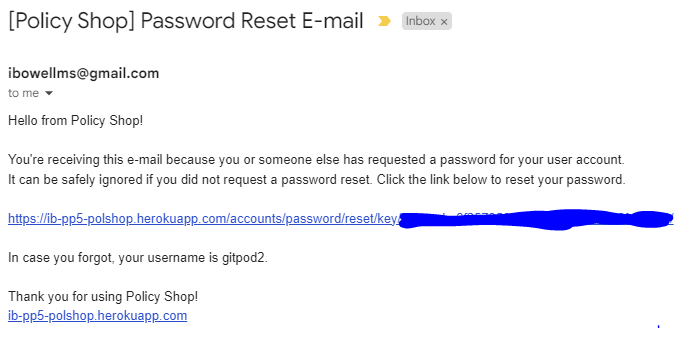 [Policy Shop] Password Reset E-mail
Inbox ×
ibowellms@gmail.com
to me
Hello from Policy Shop!
You're receiving this e-mail because you or someone else has requested a password for your user account.
It can be safely ignored if you did not request a password reset. Click the link below to reset your password.
https://ib-pp5-polshop.herokuapp.com/accounts/password/reset/key/
In case you forgot, your username is gitpod2.
Thank you for using Policy Shop!
ib-pp5-polshop.herokuapp.com